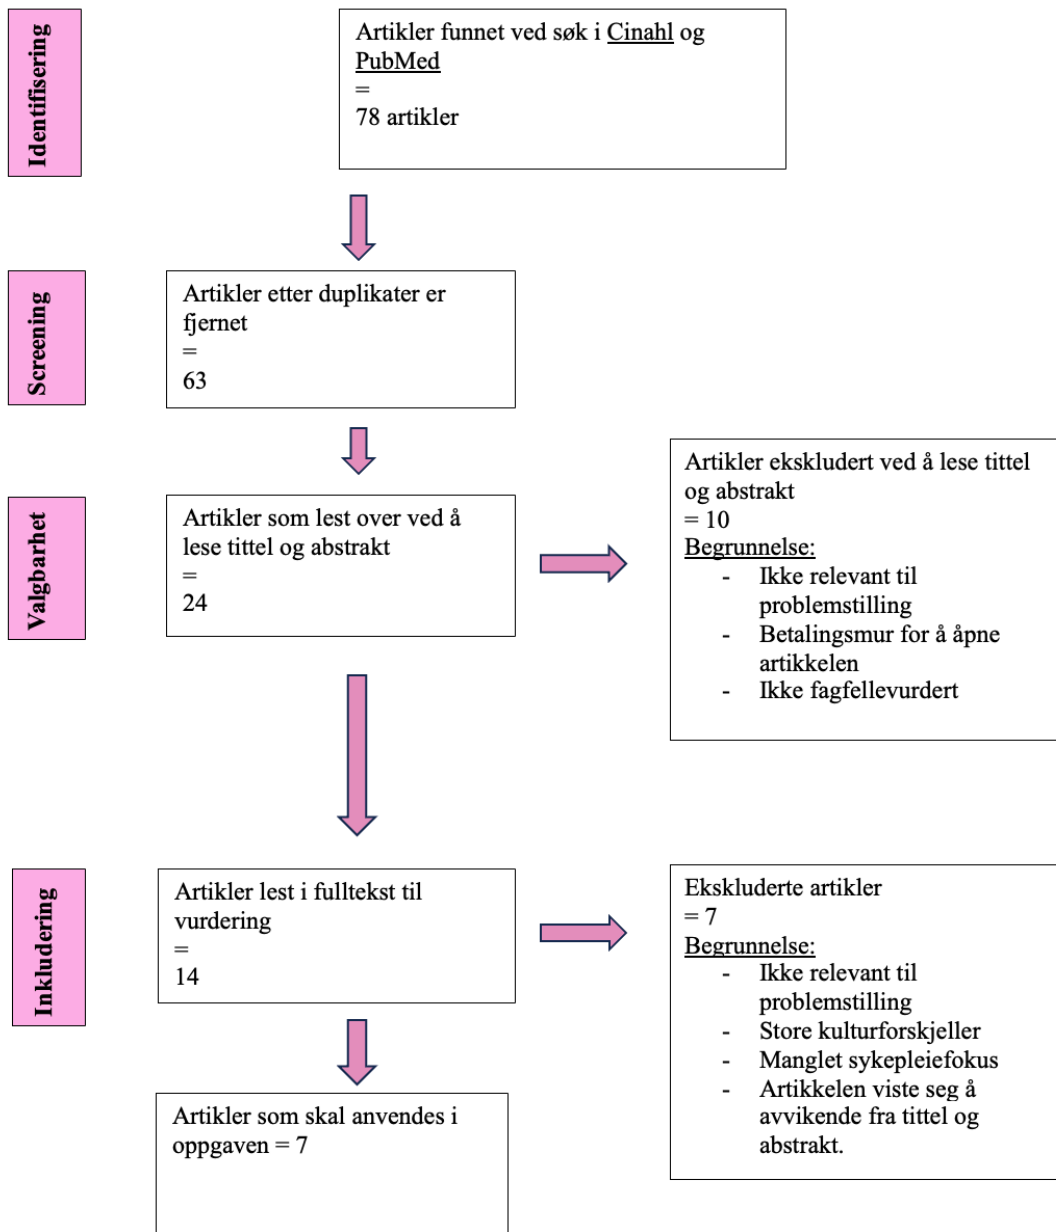 Identifisering
Artikler funnet ved søk i Cinahl og
PubMed
=
78 artikler
Screening
Artikler etter duplikater er
fjernet
=
63
Valgbarhet
Artikler som lest over ved å
lese tittel og abstrakt
=
24
Artikler ekskludert ved å lese tittel
og abstrakt
= 10
Begrunnelse:
- Ikke relevant til
problemstilling
- Betalingsmur for å åpne
artikkelen
- Ikke fagfellevurdert
Inkludering
Artikler lest i fulltekst til
vurdering
=
14
Ekskluderte artikler
= 7
Begrunnelse:
- Ikke relevant til
problemstilling
- Store kulturforskjeller
- Manglet sykepleiefokus
- Artikkelen viste seg å
avvikende fra tittel og
abstrakt.
Artikler som skal anvendes i
oppgaven = 7